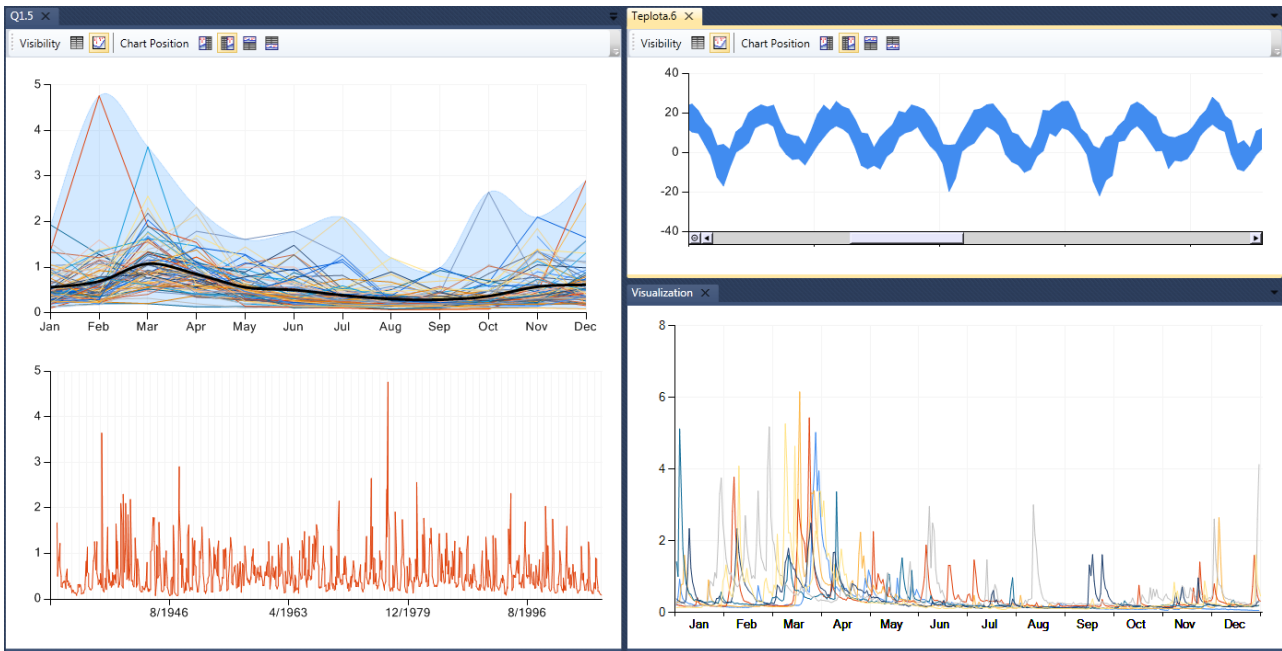 Q1.5
Visibility Chart Position
5
4
3
2
1
0
Jan Feb Mar Apr May Jun Jul Aug Sep Oct Nov Dec
5
4
3
2
1
0
8/1946 4/1963 12/1979 8/1996
Teplota.6
Visibility Chart Position
40
20
0
-20
-40
Visualization
8
6
4
2
0
Jan Feb Mar Apr May Jun Jul Aug Sep Oct Nov Dec